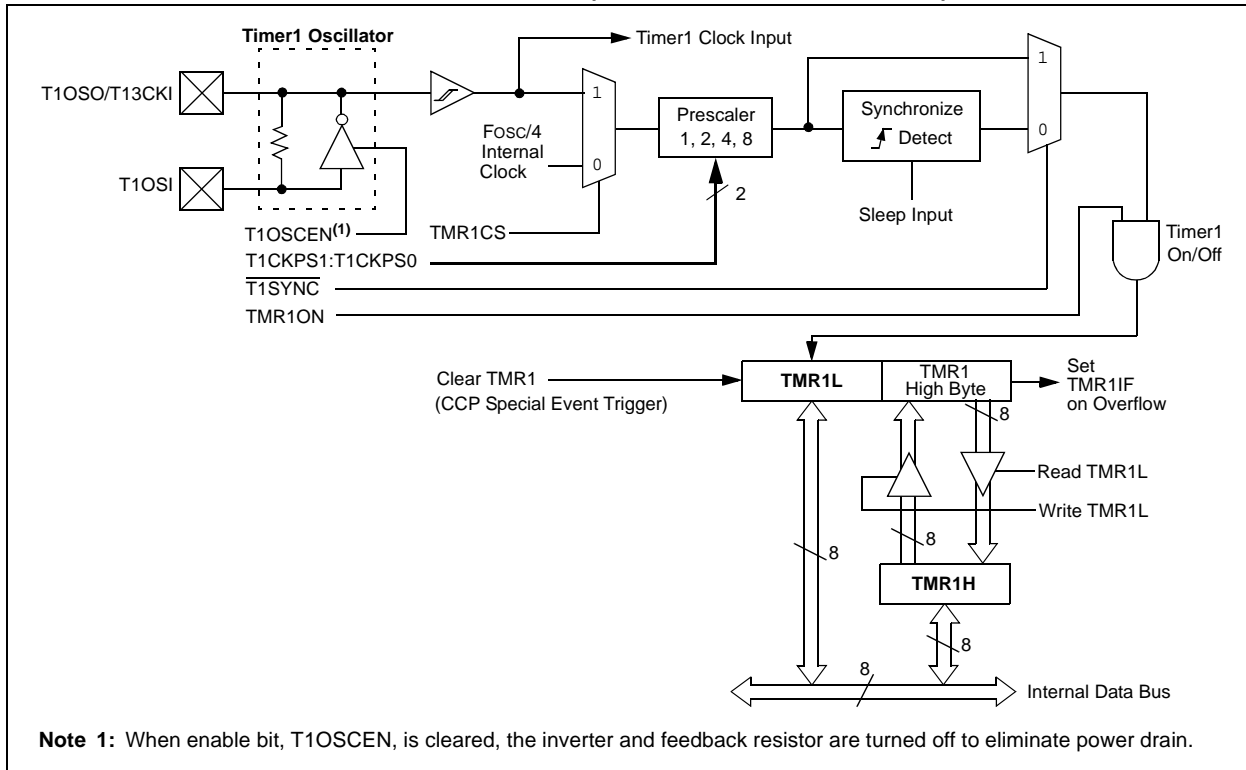 Timer1 Oscillator
Timer1 Clock Input
T1OSO/T13CKI
1
1
FOSC/4
Internal
Clock
0
Prescaler
1, 2, 4, 8
Synchronize
Detect
0
T1OSI
2
Sleep Input
T1OSCEN(1)
TMR1CS
Timer1
On/Off
T1CKPS1:T1CKPS0
T1SYNC
TMR1ON
Clear TMR1
(CCP Special Event Trigger)
TMR1L
TMR1
High Byte
Set
TMR1IF
on Overflow
8
Read TMR1L
Write TMR1L
8
8
TMR1H
8
8
Internal Data Bus
Note 1: When enable bit, T1OSCEN, is cleared, the inverter and feedback resistor are turned off to eliminate power drain.